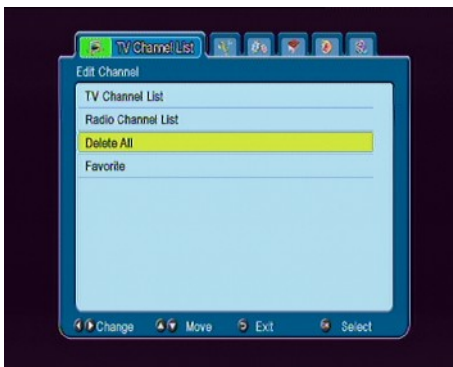 TV Channel List
Edit Channel
TV Channel List
Radio Channel List
Delete All
Favorite
Change Move Exit Select